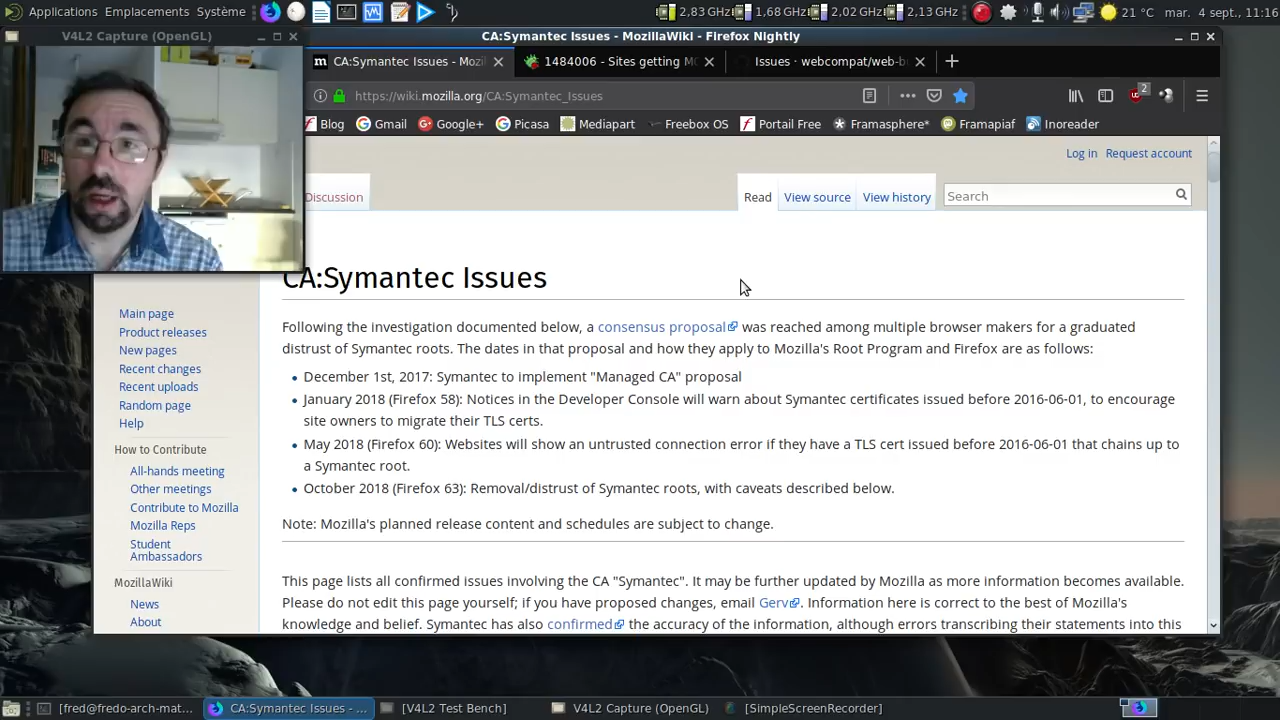 Applications Emplacements Système 2,83 GHz 1,68 GHz 2,02 GHz 2,13 GHz 21 °C mar. 4 sept., 11:16
V4L2 Capture (OpenGL)
CA:Symantec Issues - MozillaWiki - Firefox Nightly
CA:Symantec Issues - Mozil
1484006 - Sites getting MO
Issues · webcompat/web-bu
https://wiki.mozilla.org/CA:Symantec_Issues
2
Blog Gmail Google+ Picasa Mediapart Freebox OS Portail Free Framasphere* Framapiaf Inoreader
Log in Request account
Discussion Read View source View history Search
CA:Symantec Issues
Following the investigation documented below, a consensus proposal was reached among multiple browser makers for a graduated
distrust of Symantec roots. The dates in that proposal and how they apply to Mozilla's Root Program and Firefox are as follows:
December 1st, 2017: Symantec to implement "Managed CA" proposal
January 2018 (Firefox 58): Notices in the Developer Console will warn about Symantec certificates issued before 2016-06-01, to encourage
site owners to migrate their TLS certs.
May 2018 (Firefox 60): Websites will show an untrusted connection error if they have a TLS cert issued before 2016-06-01 that chains up to
a Symantec root.
October 2018 (Firefox 63): Removal/distrust of Symantec roots, with caveats described below.
Note: Mozilla's planned release content and schedules are subject to change.
This page lists all confirmed issues involving the CA "Symantec". It may be further updated by Mozilla as more information becomes available.
Please do not edit this page yourself; if you have proposed changes, email Gerv. Information here is correct to the best of Mozilla's
knowledge and belief. Symantec has also confirmed the accuracy of the information, although errors transcribing their statements into this
Main page
Product releases
New pages
Recent changes
Recent uploads
Random page
Help
How to Contribute
All-hands meeting
Other meetings
Contribute to Mozilla
Mozilla Reps
Student
Ambassadors
MozillaWiki
News
About
[fred@fredo-arch-mat... CA:Symantec Issues - ... [V4L2 Test Bench] V4L2 Capture (OpenGL) [SimpleScreenRecorder]